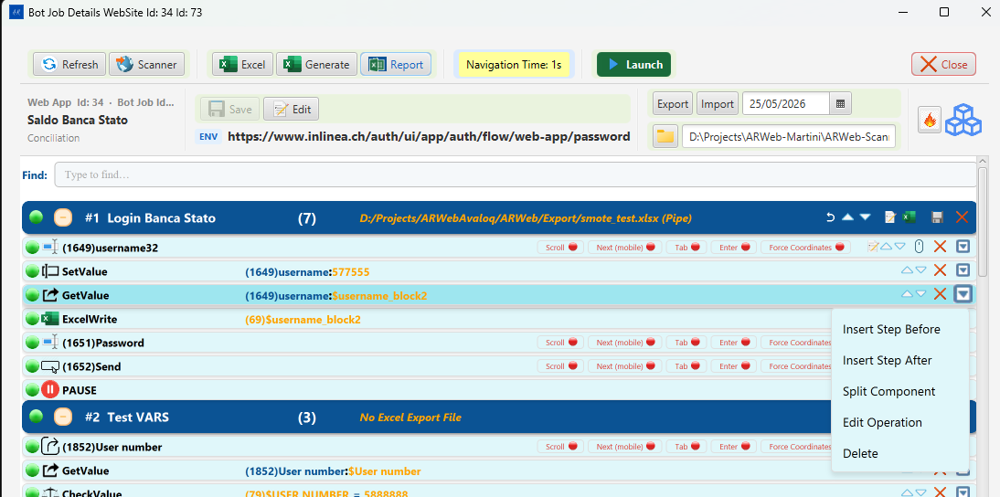 Bot Job Details WebSite Id: 34 Id: 73
Refresh Scanner Excel Generate Report Navigation Time: 1s Launch Close
Web App Id: 34 · Bot Job Id...
Saldo Banca Stato
Conciliation
Save Edit
ENV https://www.inlinea.ch/auth/ui/app/auth/flow/web-app/password
Export Import 25/05/2026
D:\Projects\ARWeb-Martini\ARWeb-Scan
Find: Type to find...
#1 Login Banca Stato (7) D:/Projects/ARWebAvaloq/ARWeb/Export/smote_test.xlsx (Pipe)
(1649)username32 Scroll Next (mobile) Tab Enter Force Coordinates
SetValue (1649)username:577555
GetValue (1649)username:$username_block2
ExcelWrite (69)$username_block2
(1651)Password Scroll Next (mobile) Tab Enter Force Coordinates
(1652)Send Scroll Next (mobile) Tab Enter Force Coordinates
PAUSE
#2 Test VARS (3) No Excel Export File
(1852)User number Scroll Next (mobile) Tab Enter Force Coordinates
GetValue (1852)User number:$User number
CheckValue (79)$USER NUMBER = 5888888
Insert Step Before
Insert Step After
Split Component
Edit Operation
Delete